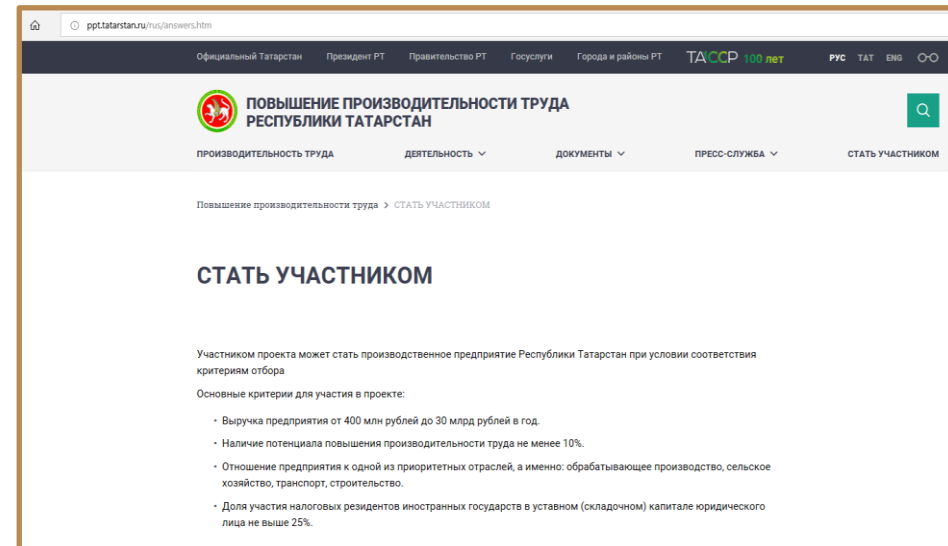 ppt.tatarstan.ru/rus/answers.htm
Официальный Татарстан Президент РТ Правительство РТ Госуслуги Города и районы РТ ТАССР 100 лет РУС ТАТ ENG
ПОВЫШЕНИЕ ПРОИЗВОДИТЕЛЬНОСТИ ТРУДА
РЕСПУБЛИКИ ТАТАРСТАН
ПРОИЗВОДИТЕЛЬНОСТЬ ТРУДА ДЕЯТЕЛЬНОСТЬ ДОКУМЕНТЫ ПРЕСС-СЛУЖБА СТАТЬ УЧАСТНИКОМ
Повышение производительности труда > СТАТЬ УЧАСТНИКОМ
СТАТЬ УЧАСТНИКОМ
Участником проекта может стать производственное предприятие Республики Татарстан при условии соответствия
критериям отбора
Основные критерии для участия в проекте:
• Выручка предприятия от 400 млн рублей до 30 млрд рублей в год.
• Наличие потенциала повышения производительности труда не менее 10%.
• Отношение предприятия к одной из приоритетных отраслей, а именно: обрабатывающее производство, сельское
хозяйство, транспорт, строительство.
• Доля участия налоговых резидентов иностранных государств в уставном (складочном) капитале юридического
лица не выше 25%.